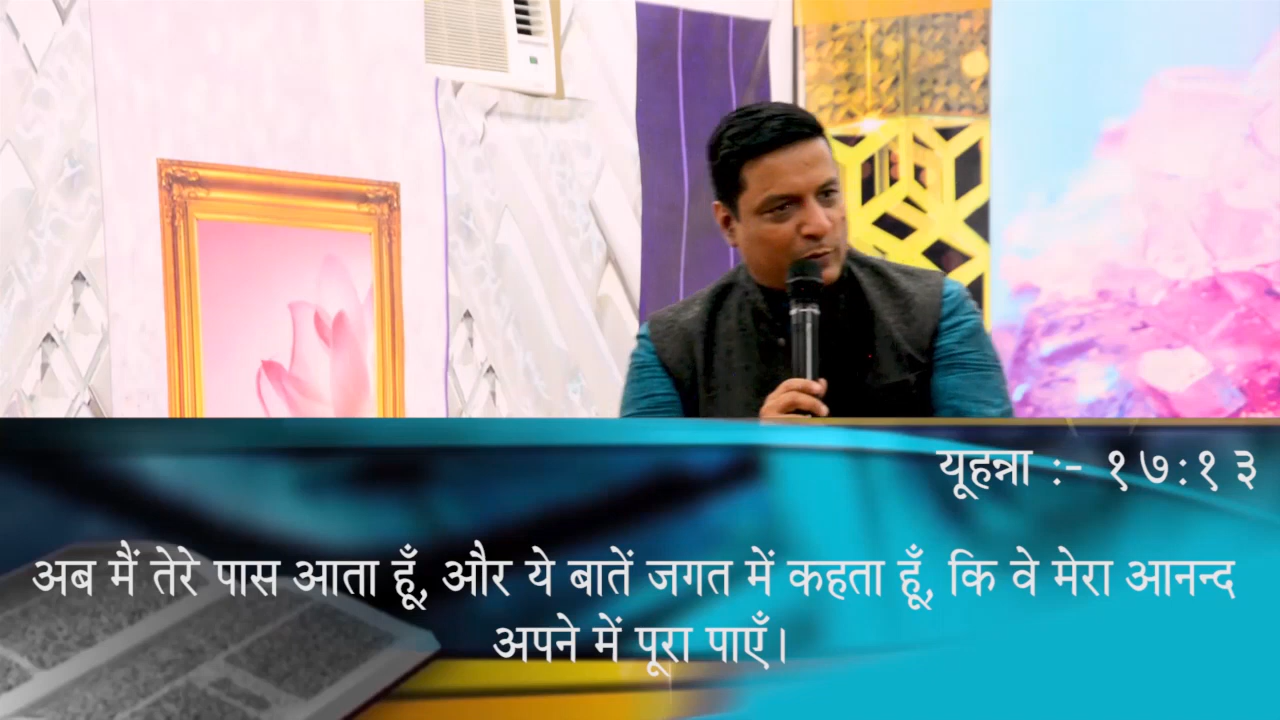 यूहन्ना :- १७:१३
अब मैं तेरे पास आता हूँ, और ये बातें जगत में कहता हूँ, कि वे मेरा आनन्द
अपने में पूरा पाएँ।